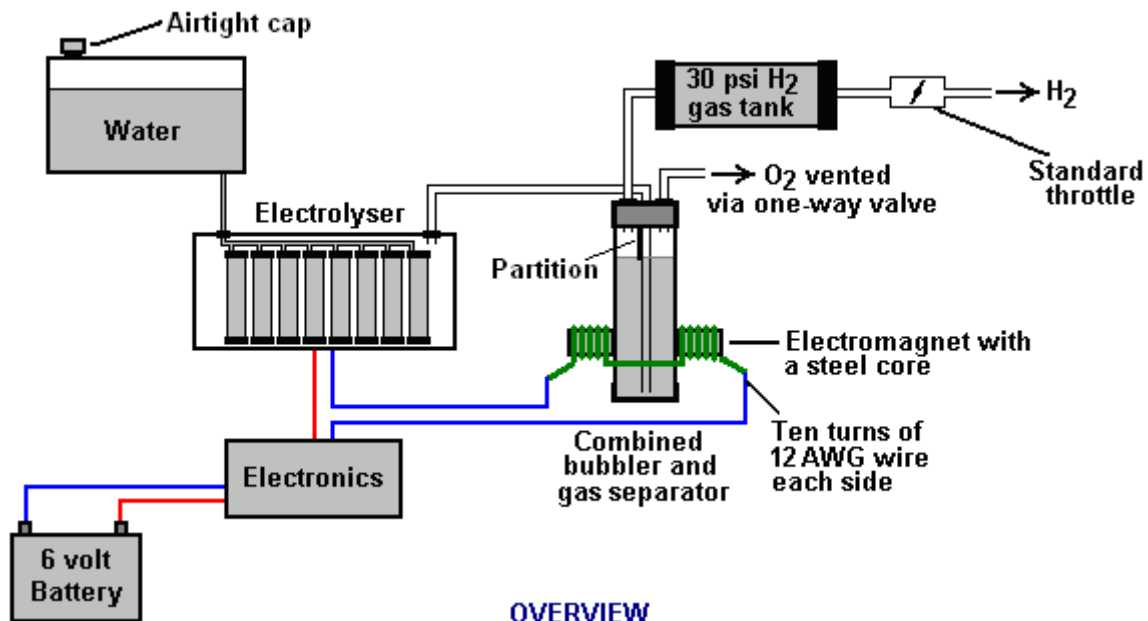 Airtight cap
Water
30 psi H2
gas tank
H2
Standard
throttle
O2 vented
via one-way valve
Electrolyser
Partition
Electromagnet with
a steel core
Combined
bubbler and
gas separator
Ten turns of
12 AWG wire
each side
Electronics
6 volt
Battery
OVERVIEW